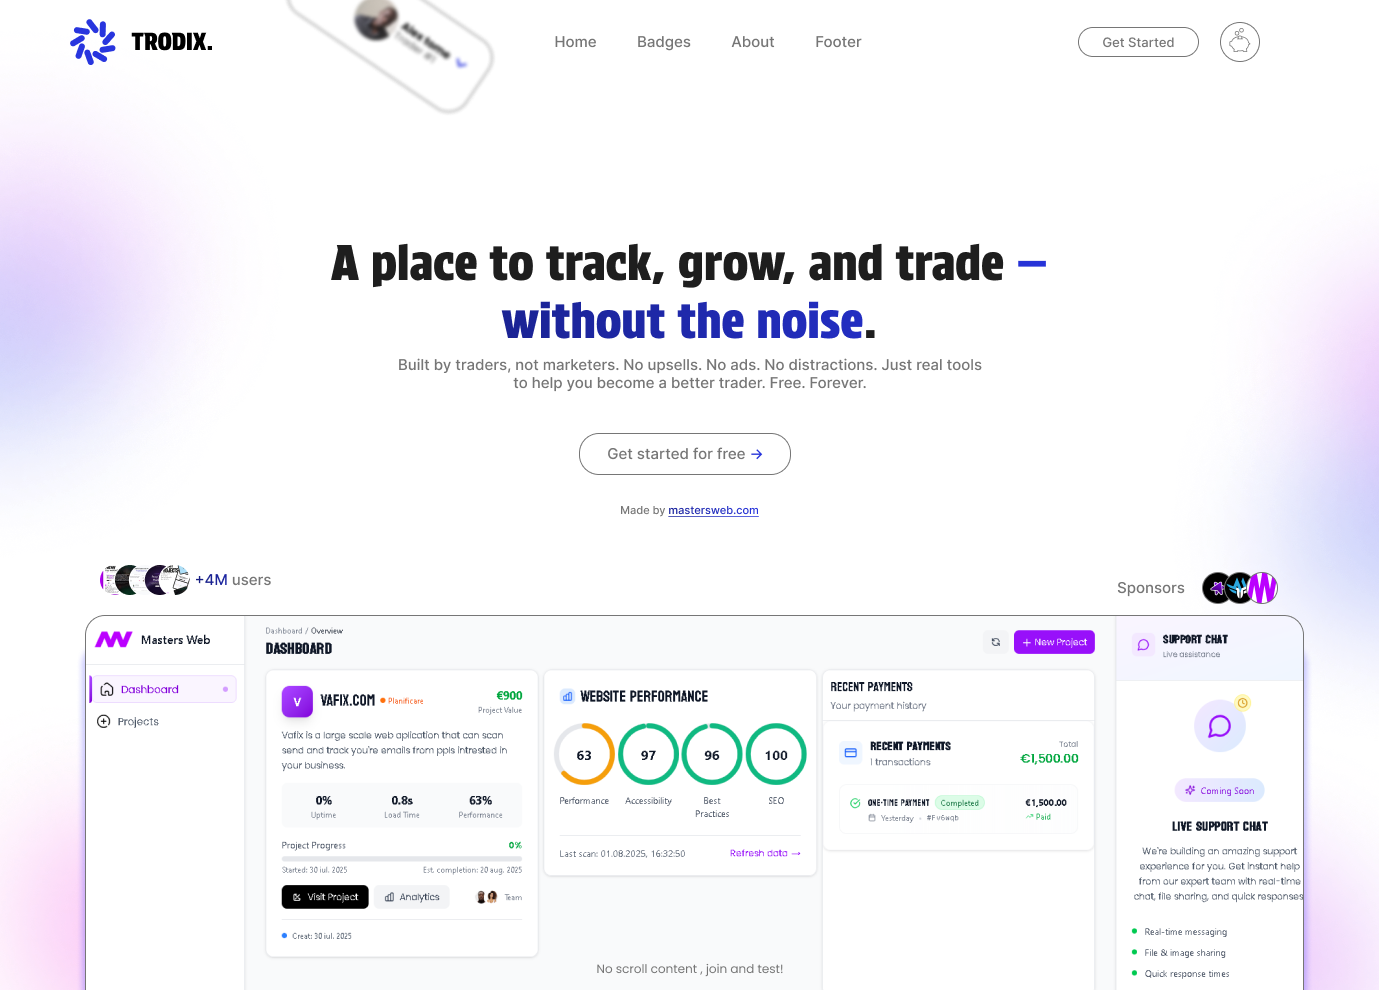 TRODIX.
Alex tome
Home
Badges
About
Footer
Get Started
A place to track, grow, and trade –
without the noise.
Built by traders, not marketers. No upsells. No ads. No distractions. Just real tools
to help you become a better trader. Free. Forever.
Get started for free →
Made by mastersweb.com
+4M users
Sponsors
Masters Web
Dashboard
Projects
Dashboard / Overview
DASHBOARD
+ New Project
V
VAFIX.COM
Planificare
€900
Project Value
Vafix is a large scale web aplication that can scan
send and track you're emails from ppls intrested in
your business.
0%
Uptime
0.8s
Load Time
63%
Performance
Project Progress
0%
Started: 30 iul. 2025
Est. completion: 20 aug. 2025
Visit Project
Analytics
Team
Creat: 30 iul. 2025
WEBSITE PERFORMANCE
63
97
96
100
Performance
Accessibility
Best
Practices
SEO
Last scan: 01.08.2025, 16:32:50
Refresh data →
No scroll content , join and test!
RECENT PAYMENTS
Your payment history
RECENT PAYMENTS
1 transactions
Total
€1,500.00
ONE-TIME PAYMENT
Completed
€1,500.00
Yesterday • #Fv6wqb
Paid
SUPPORT CHAT
Live assistance
Coming Soon
LIVE SUPPORT CHAT
We're building an amazing support
experience for you. Get instant help
from our expert team with real-time
chat, file sharing, and quick responses
Real-time messaging
File & image sharing
Quick response times